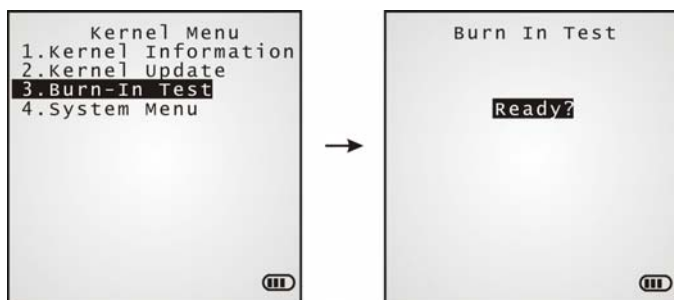 Kernel Menu
1.Kernel Information
2.Kernel Update
3.Burn-In Test
4.System Menu
Burn In Test
Ready?